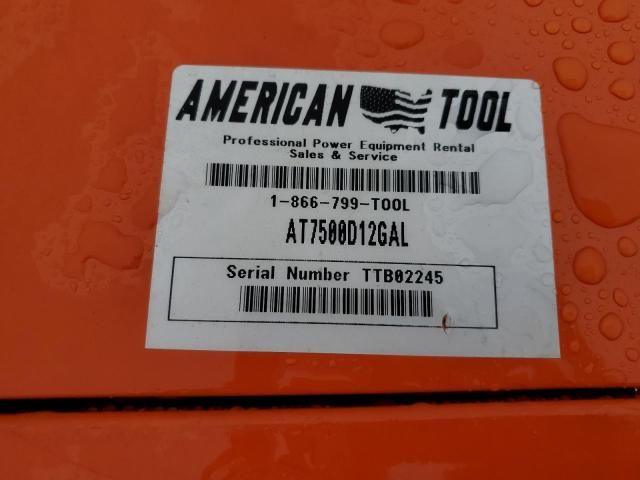 AMERICAN TOOL
Professional Power Equipment Rental
Sales & Service
1-866-799-TOOL
AT7500D12GAL
Serial Number TTB02245